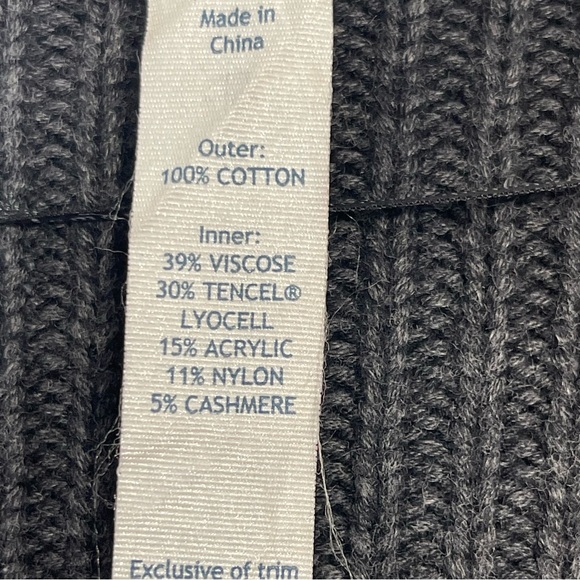 Made in
China
Outer:
100% COTTON
Inner:
39% VISCOSE
30% TENCEL®
LYOCELL
15% ACRYLIC
11% NYLON
5% CASHMERE
Exclusive of trim